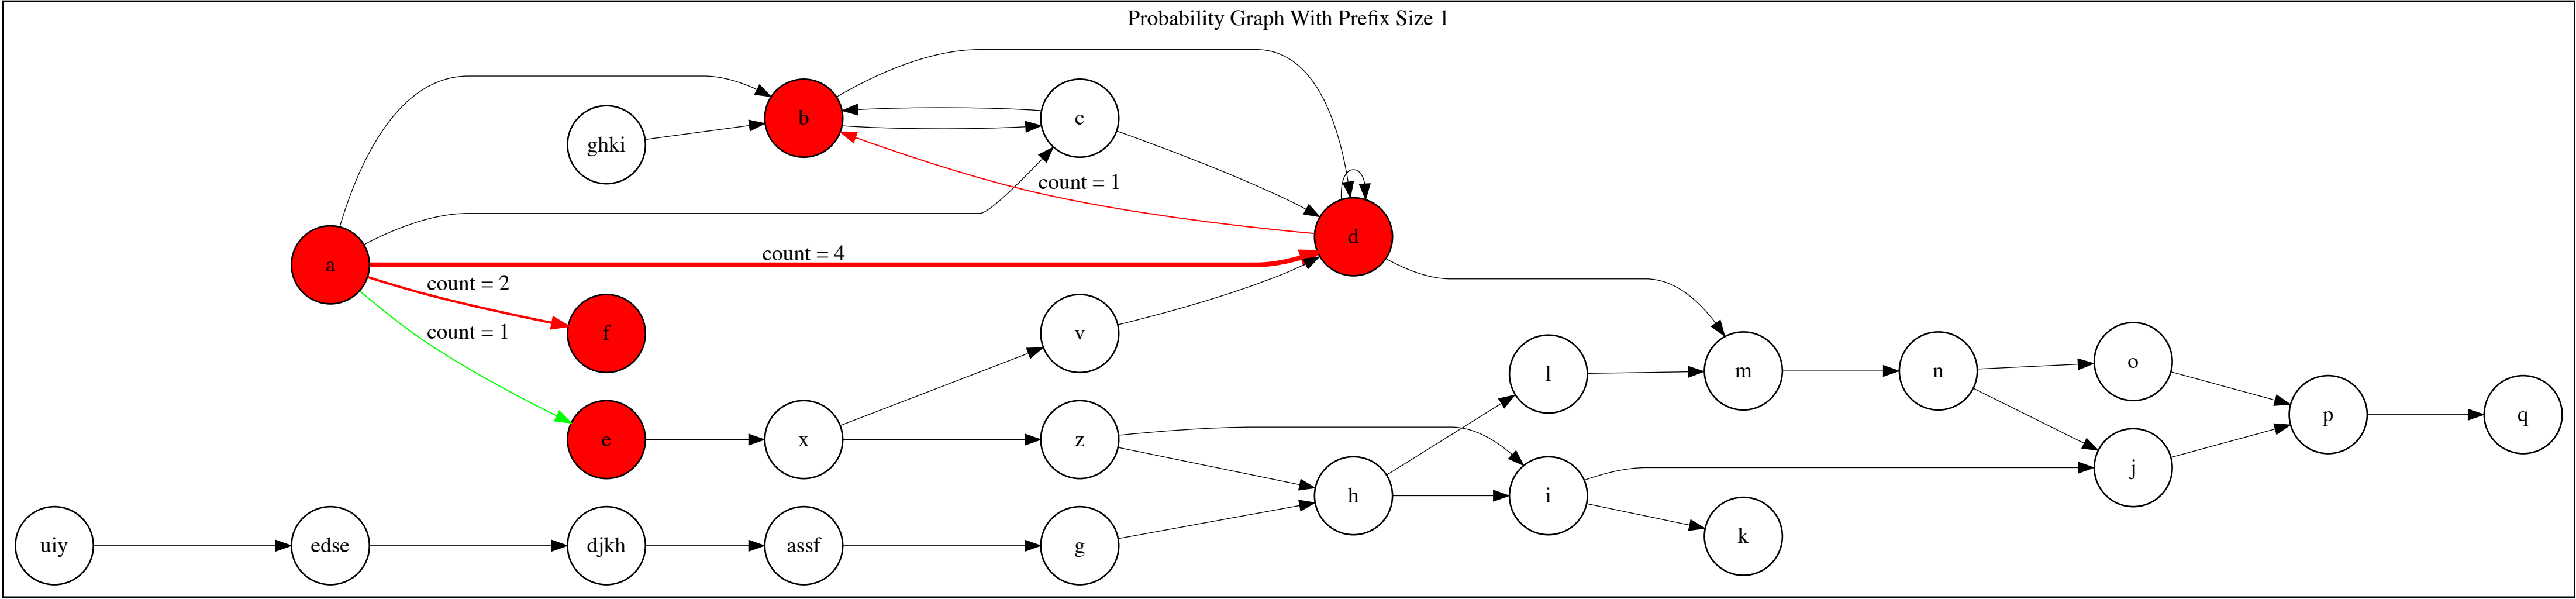 Probability Graph With Prefix Size 1
b
c
ghki
count = 1
d
count = 4
a
count = 2
f
count = 1
v
l
m
n
o
e
x
z
p
q
h
i
j
k
uiy
edse
djkh
assf
g